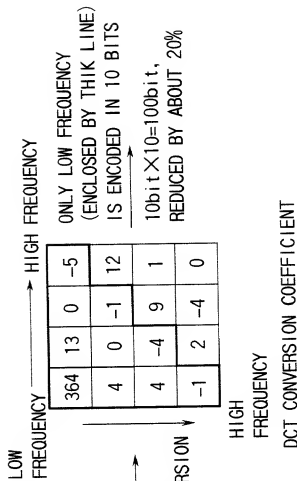 LOW
FREQUENCY
HIGH FREQUENCY
364 13 0 -5
4 0 -1 12
4 -4 9 1
-1 2 -4 0
ONLY LOW FREQUENCY
(ENCLOSED BY THIK LINE)
IS ENCODED IN 10 BITS
10bit×10=100bit,
REDUCED BY ABOUT 20%
RSION
HIGH
FREQUENCY
DCT CONVERSION COEFFICIENT